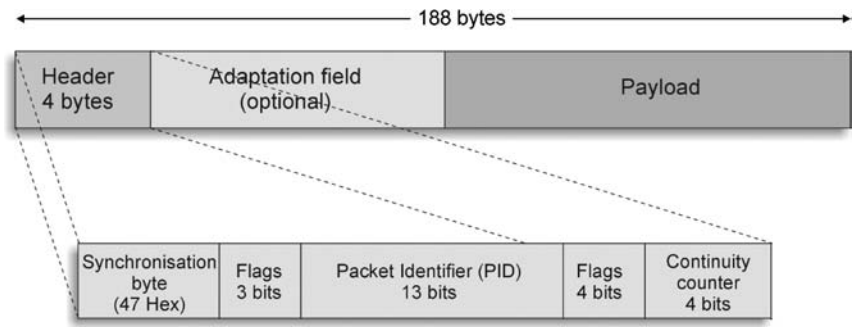 188 bytes
Header
4 bytes
Adaptation field
(optional)
Payload
Synchronisation
byte
(47 Hex)
Flags
3 bits
Packet Identifier (PID)
13 bits
Flags
4 bits
Continuity
counter
4 bits